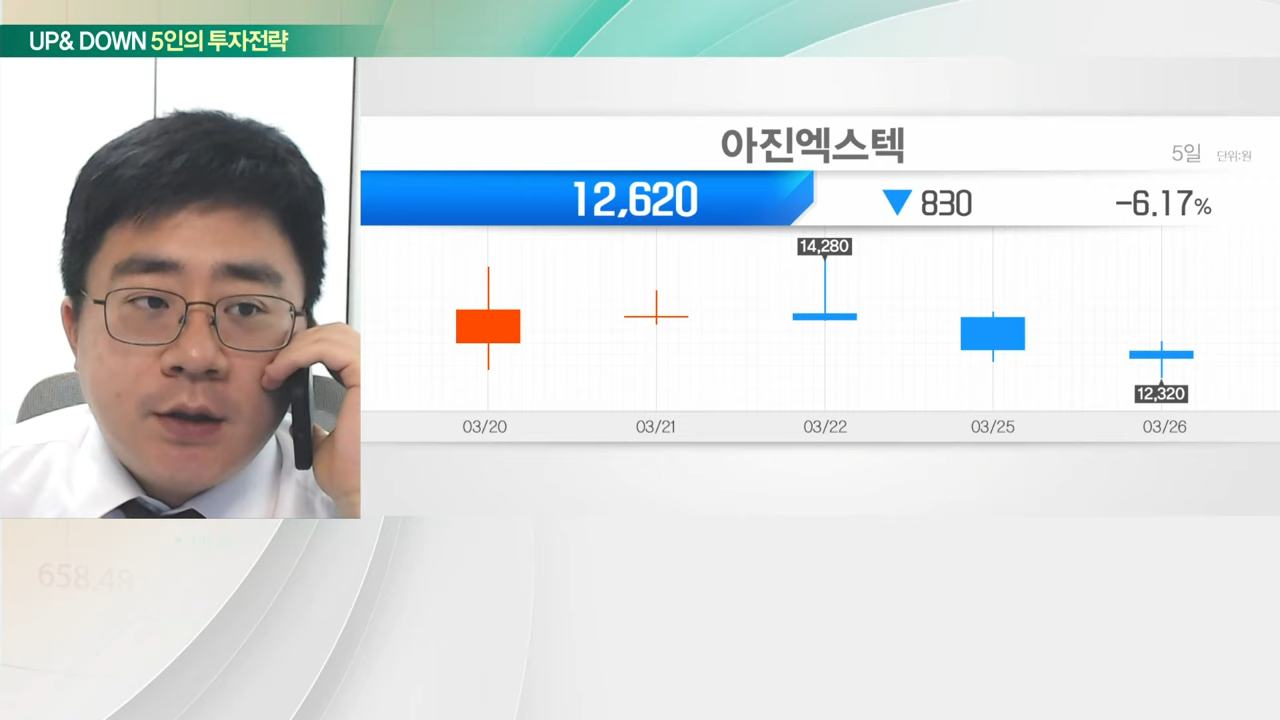 UP& DOWN 5인의 투자전략
아진엑스텍
5일 단위:원
12,620 ▼ 830 -6.17%
14,280
12,320
03/20 03/21 03/22 03/25 03/26
658.48